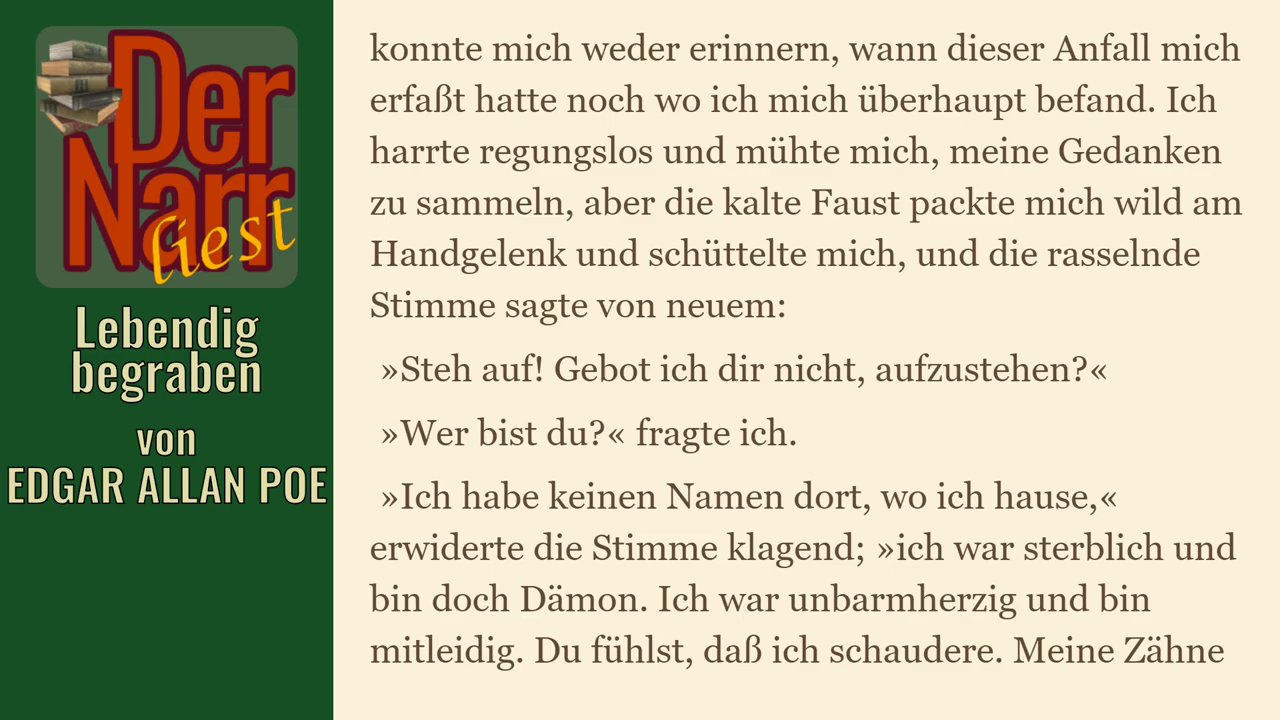 Der
Narr
liest
Lebendig
begraben
von
EDGAR ALLAN POE
konnte mich weder erinnern, wann dieser Anfall mich
erfaßt hatte noch wo ich mich überhaupt befand. Ich
harrte regungslos und mühte mich, meine Gedanken
zu sammeln, aber die kalte Faust packte mich wild am
Handgelenk und schüttelte mich, und die rasselnde
Stimme sagte von neuem:
»Steh auf! Gebot ich dir nicht, aufzustehen?«
»Wer bist du?« fragte ich.
»Ich habe keinen Namen dort, wo ich hause,«
erwiderte die Stimme klagend; »ich war sterblich und
bin doch Dämon. Ich war unbarmherzig und bin
mitleidig. Du fühlst, daß ich schaudere. Meine Zähne